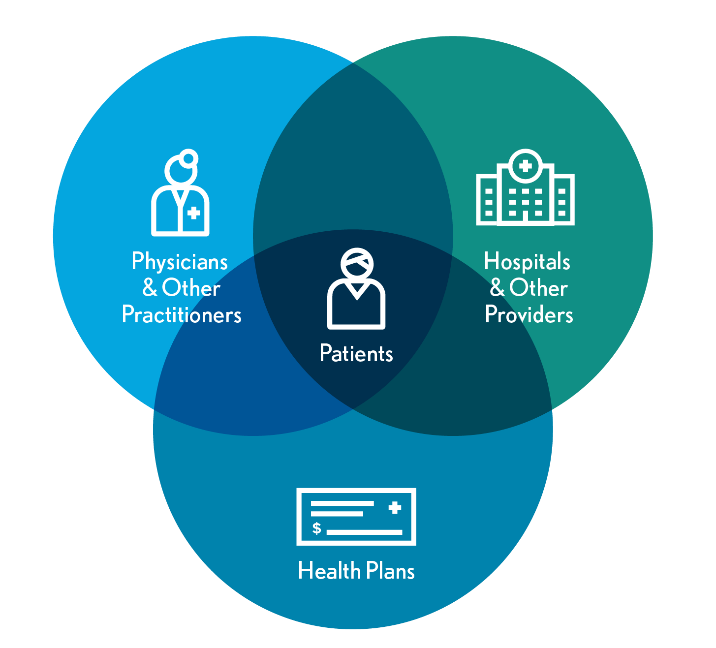 Physicians
& Other
Practitioners
Hospitals
& Other
Providers
Patients
$
Health Plans